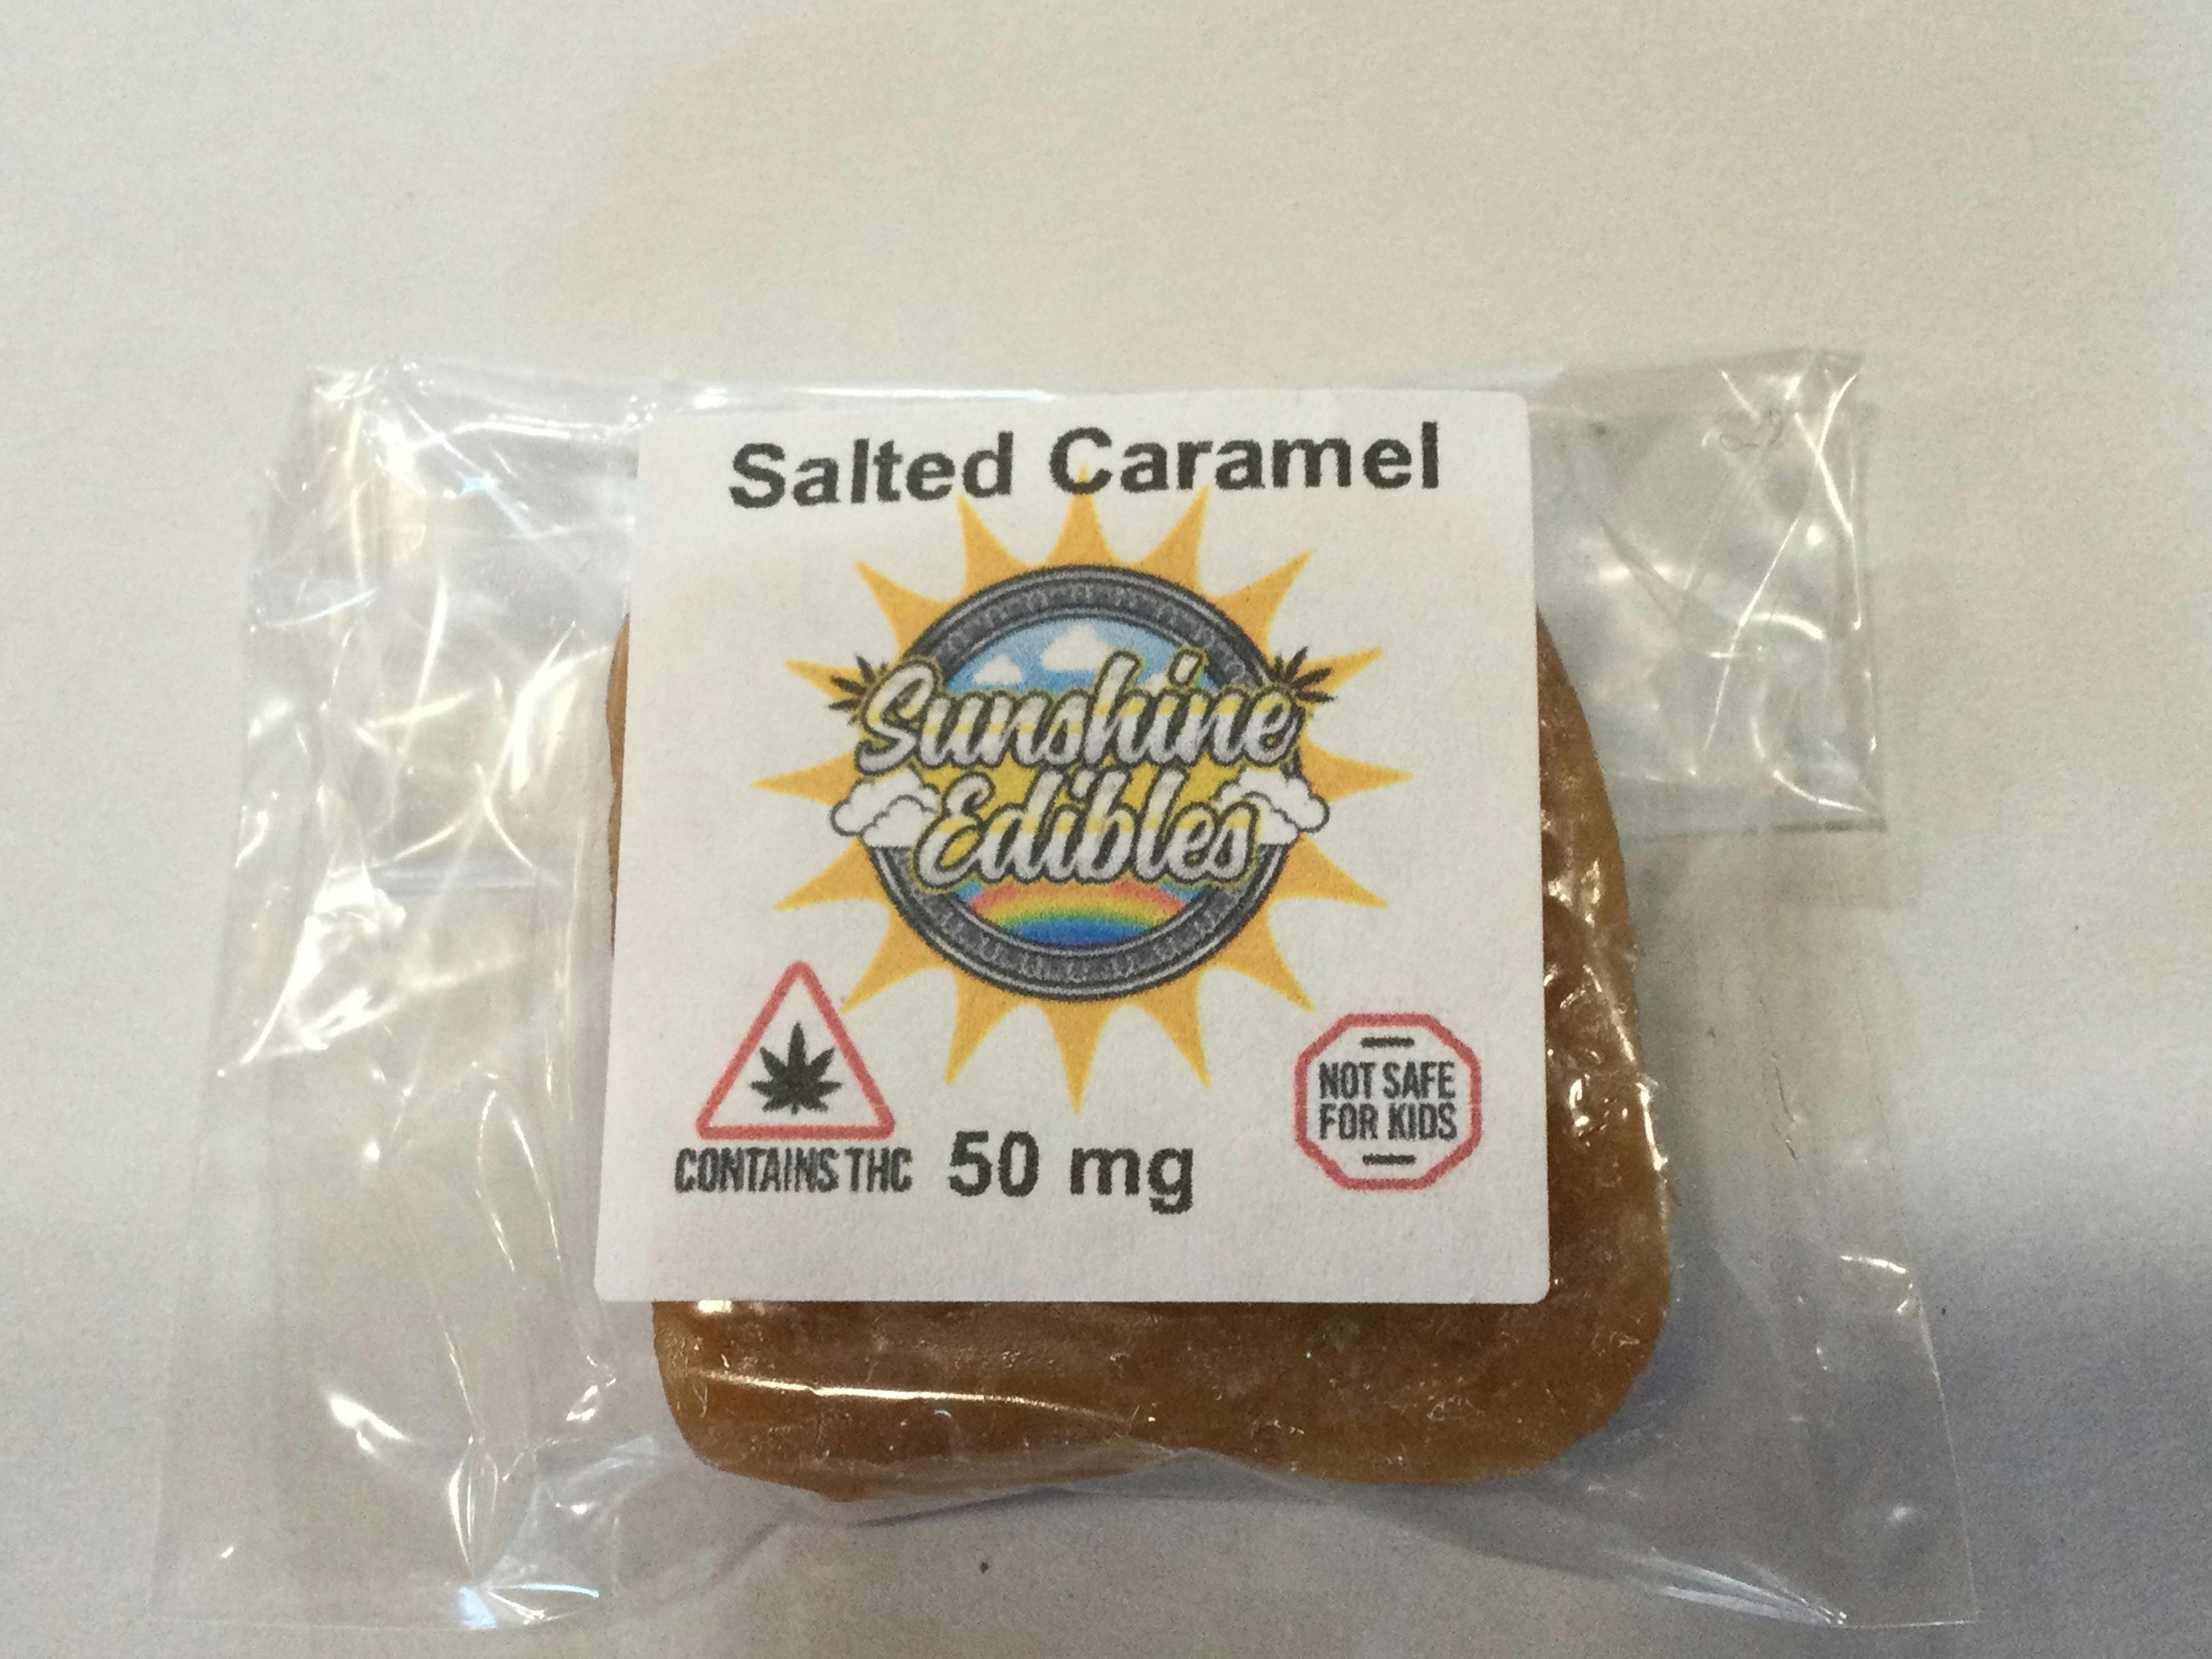 Salted Caramel
Sunshine
Edibles
NOT SAFE
FOR KIDS
CONTAINS THC 50 mg